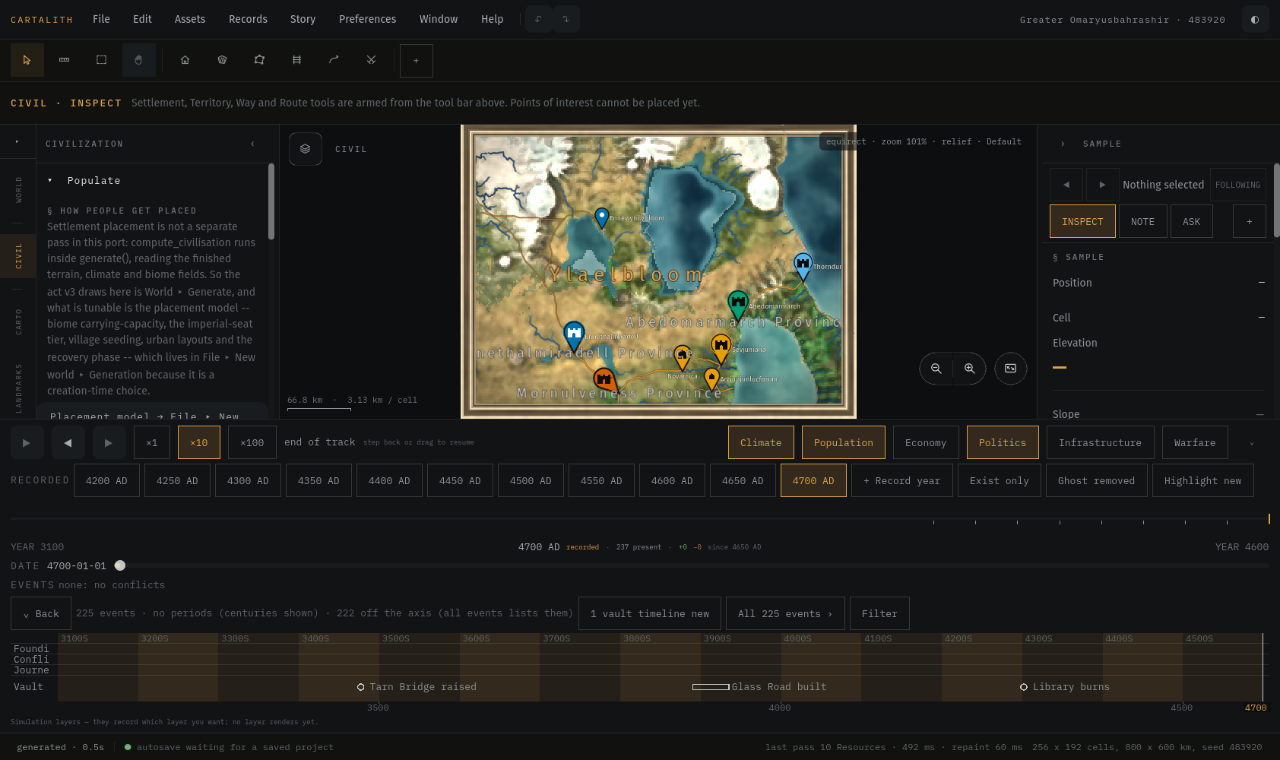 CARTALITH File Edit Assets Records Story Preferences Window Help
Greater Omaryusbahrashir · 483920
CIVIL · INSPECT Settlement, Territory, Way and Route tools are armed from the tool bar above. Points of interest cannot be placed yet.
WORLD
CIVIL
CARTO
LANDMARKS
CIVILIZATION
Populate
§ HOW PEOPLE GET PLACED
Settlement placement is not a separate
pass in this port: compute_civilisation runs
inside generate(), reading the finished
terrain, climate and biome fields. So the
act v3 draws here is World ▸ Generate, and
what is tunable is the placement model --
biome carrying-capacity, the imperial-seat
tier, village seeding, urban layouts and the
recovery phase -- which lives in File ▸ New
world ▸ Generation because it is a
creation-time choice.
Placement model → File ▸ New
CIVIL
equirect · zoom 101% · relief · Default
Ylaelbloom
Thorndur
Abedomarmarch
Abedomarmarch Provinc
nethalmiradell Province
Mornulveness Province
66.8 km · 3.13 km / cell
SAMPLE
Nothing selected
FOLLOWING
INSPECT NOTE ASK +
§ SAMPLE
Position –
Cell –
Elevation
Slope –
×1 ×10 ×100 end of track step back or drag to resume
Climate Population Economy Politics Infrastructure Warfare
RECORDED 4200 AD 4250 AD 4300 AD 4350 AD 4400 AD 4450 AD 4500 AD 4550 AD 4600 AD 4650 AD 4700 AD + Record year Exist only Ghost removed Highlight new
YEAR 3100 4700 AD recorded · 237 present · +0 −0 since 4650 AD YEAR 4600
DATE 4700-01-01
EVENTS none: no conflicts
⌄ Back 225 events · no periods (centuries shown) · 222 off the axis (all events lists them) 1 vault timeline new All 225 events › Filter
3100S 3200S 3300S 3400S 3500S 3600S 3700S 3800S 3900S 4000S 4100S 4200S 4300S 4400S 4500S
Foundi
Confli
Journe
Vault Tarn Bridge raised Glass Road built Library burns
3500 4000 4500 4700
Simulation layers — they record which layer you want; no layer renders yet.
generated · 0.5s autosave waiting for a saved project
last pass 10 Resources · 492 ms · repaint 60 ms 256 x 192 cells, 800 x 600 km, seed 483920